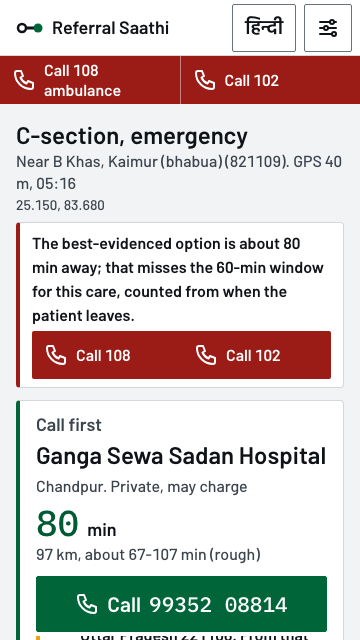 Referral Saathi
हिन्दी
Call 108
ambulance
Call 102
C-section, emergency
Near B Khas, Kaimur (bhabua) (821109). GPS 40
m, 05:16
25.150, 83.680
The best-evidenced option is about 80
min away; that misses the 60-min window
for this care, counted from when the
patient leaves.
Call 108
Call 102
Call first
Ganga Sewa Sadan Hospital
Chandpur. Private, may charge
80 min
97 km, about 67-107 min (rough)
Call 99352 08814